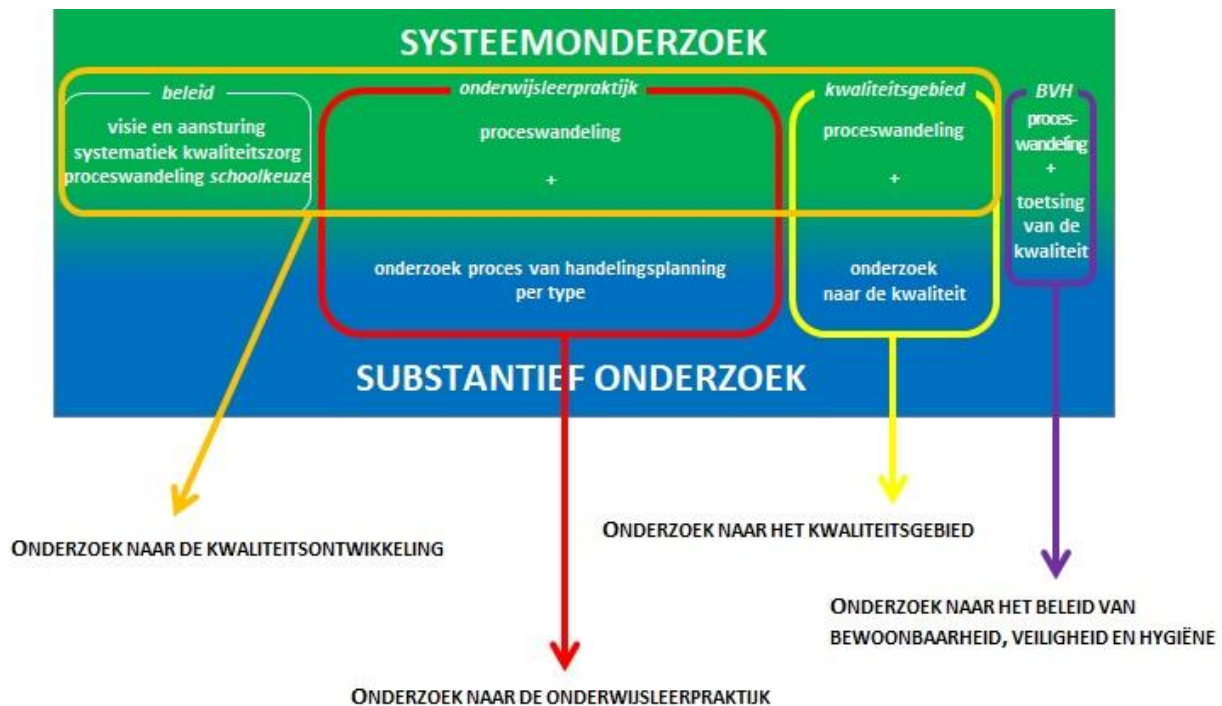 SYSTEEMONDERZOEK
beleid
visie en aansturing
systematiek kwaliteitszorg
proceswandeling schoolkeuze
onderwijsleerpraktijk
proceswandeling
+
onderzoek proces van handelingsplanning
per type
kwaliteitsgebied
proceswandeling
+
onderzoek
naar de kwaliteit
BVH
proces-
wandeling
+
toetsing
van de
kwaliteit
SUBSTANTIEF ONDERZOEK
ONDERZOEK NAAR DE KWALITEITSONTWIKKELING
ONDERZOEK NAAR HET KWALITEITSGEBIED
ONDERZOEK NAAR HET BELEID VAN
BEWOONBAARHEID, VEILIGHEID EN HYGIËNE
ONDERZOEK NAAR DE ONDERWIJSLEERPRAKTIJK